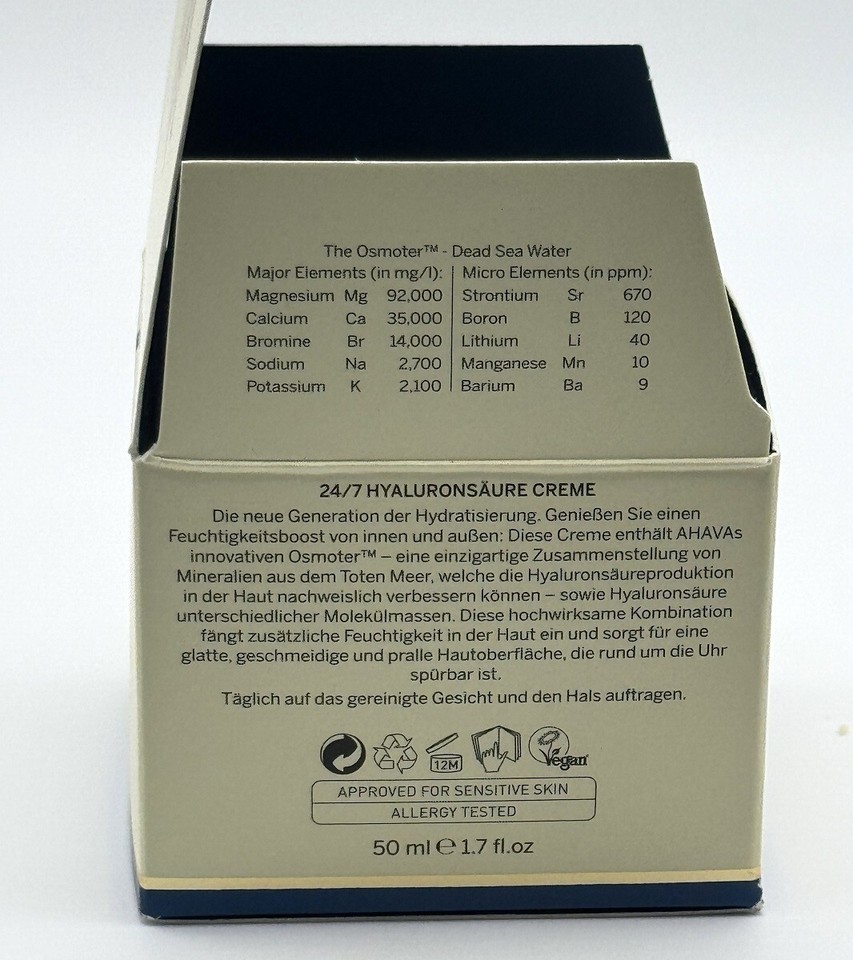 The Osmoter™ - Dead Sea Water
Major Elements (in mg/l): Micro Elements (in ppm):
Magnesium Mg 92,000 Strontium Sr 670
Calcium Ca 35,000 Boron B 120
Bromine Br 14,000 Lithium Li 40
Sodium Na 2,700 Manganese Mn 10
Potassium K 2,100 Barium Ba 9
24/7 HYALURONSÄURE CREME
Die neue Generation der Hydratisierung. Genießen Sie einen
Feuchtigkeitsboost von innen und außen: Diese Creme enthält AHAVAs
innovativen Osmoter™ – eine einzigartige Zusammenstellung von
Mineralien aus dem Toten Meer, welche die Hyaluronsäureproduktion
in der Haut nachweislich verbessern können – sowie Hyaluronsäure
unterschiedlicher Molekülmassen. Diese hochwirksame Kombination
fängt zusätzliche Feuchtigkeit in der Haut ein und sorgt für eine
glatte, geschmeidige und pralle Hautoberfläche, die rund um die Uhr
spürbar ist.
Täglich auf das gereinigte Gesicht und den Hals auftragen.
12M Vegan
APPROVED FOR SENSITIVE SKIN
ALLERGY TESTED
50 ml ℮ 1.7 fl.oz